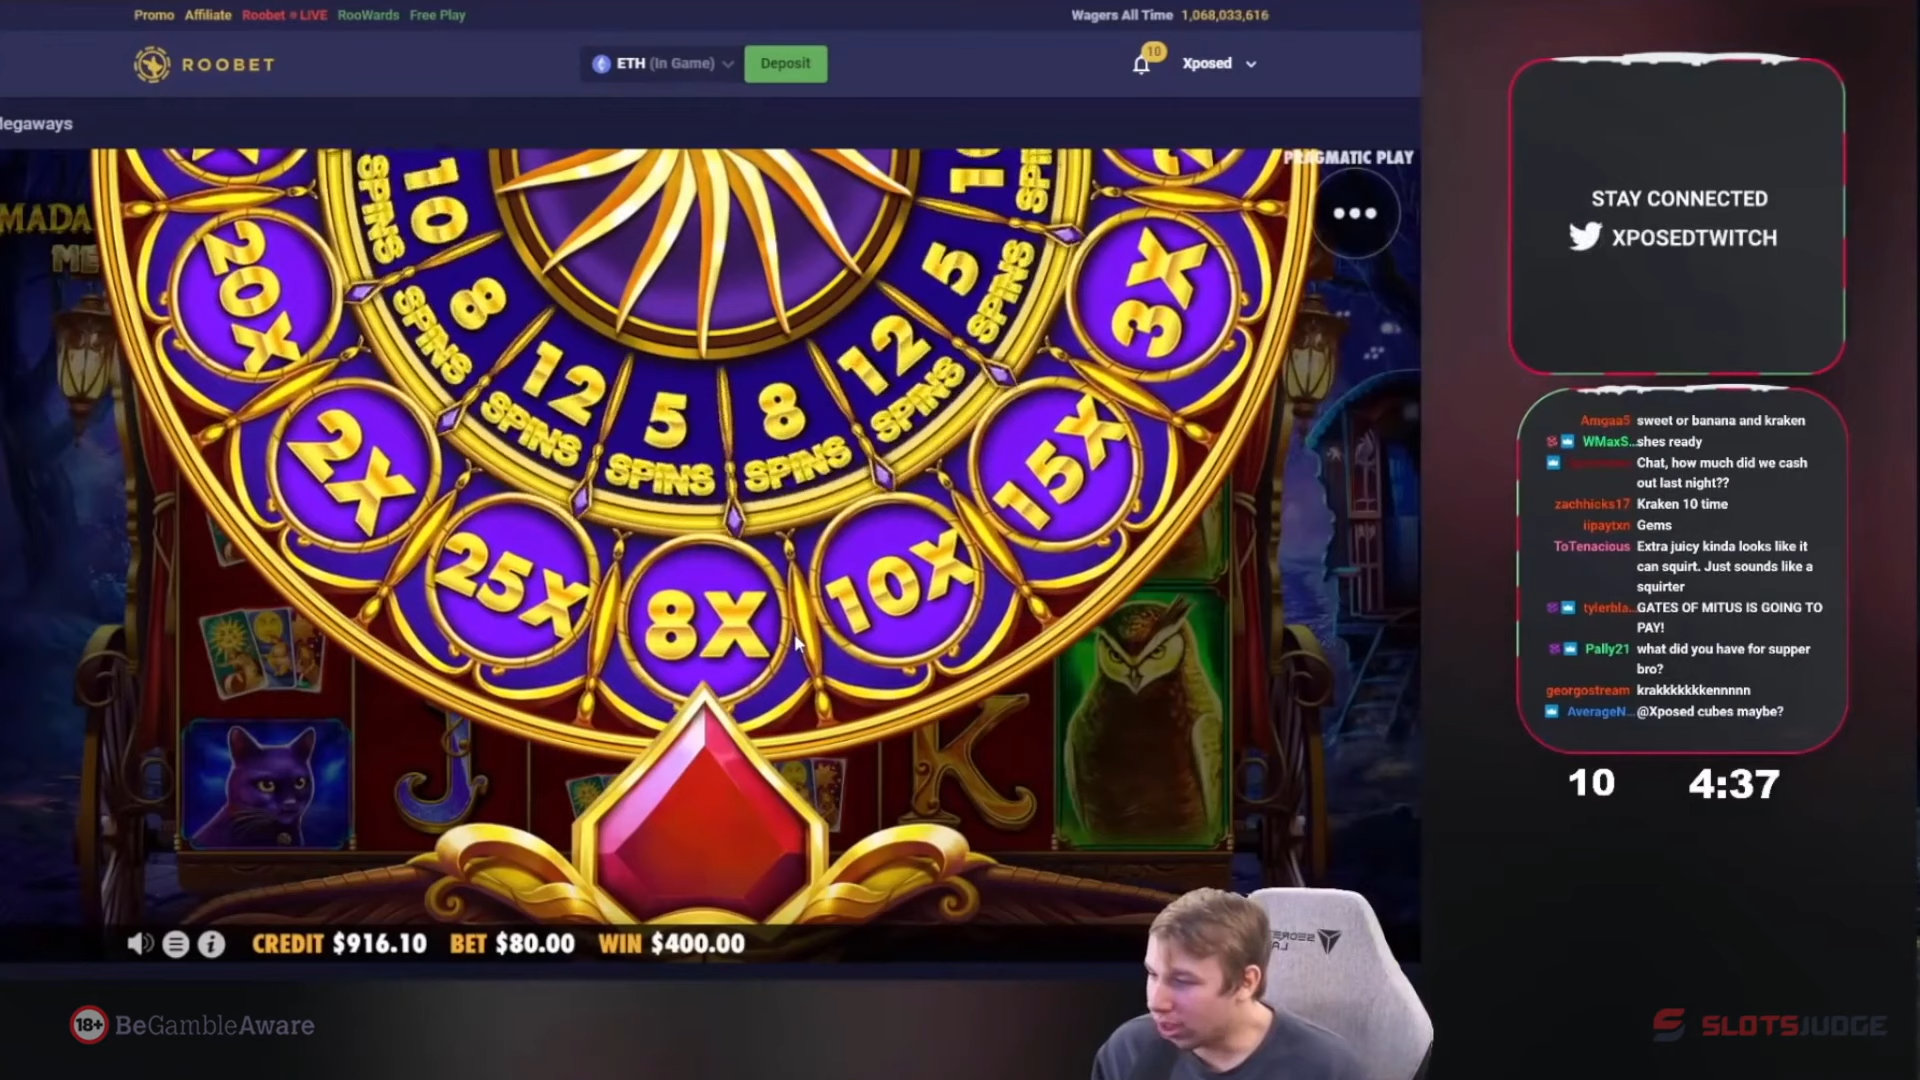 Promo Affiliate Roobet LIVE RooWards Free Play
Wagers All Time 1,068,033,616
ROOBET
ETH (In Game)
Deposit
10
Xposed
legaways
PRAGMATIC PLAY
MADA
ME
20X
2X
25X
8X
10X
15X
3X
10 SPINS
8 SPINS
12 SPINS
5 SPINS
8 SPINS
12 SPINS
5 SPINS
J
K
CREDIT $916.10 BET $80.00 WIN $400.00
18+ BeGambleAware
STAY CONNECTED
XPOSEDTWITCH
Amgaa5 sweet or banana and kraken
WMaxS... shes ready
Chat, how much did we cash
out last night??
zachhicks17 Kraken 10 time
iipaytxn Gems
ToTenacious Extra juicy kinda looks like it
can squirt. Just sounds like a
squirter
tylerbla... GATES OF MITUS IS GOING TO
PAY!
Pally21 what did you have for supper
bro?
georgostream krakkkkkkennnnn
AverageN... @Xposed cubes maybe?
10 4:37
SLOTSJUDGE